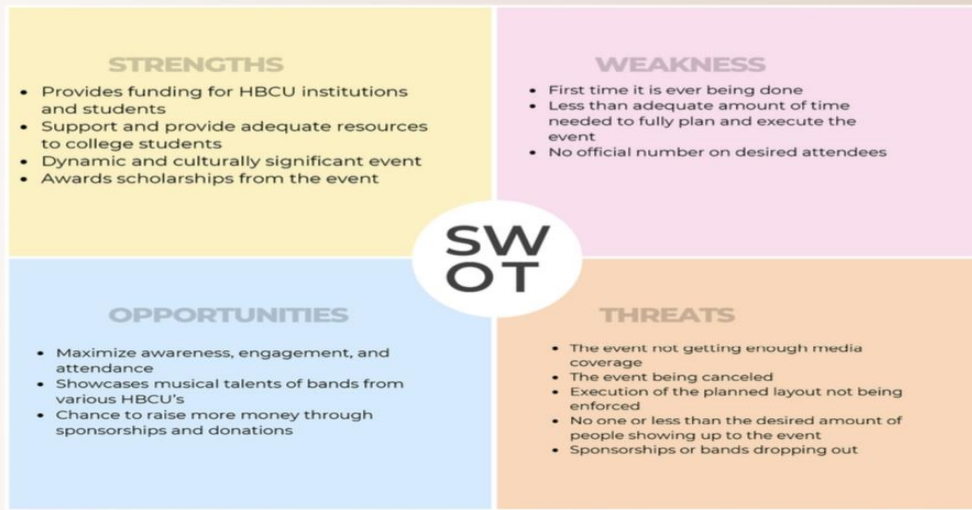 STRENGTHS
• Provides funding for HBCU institutions
and students
• Support and provide adequate resources
to college students
• Dynamic and culturally significant event
• Awards scholarships from the event
WEAKNESS
• First time it is ever being done
• Less than adequate amount of time
needed to fully plan and execute the
event
• No official number on desired attendees
SW
OT
OPPORTUNITIES
• Maximize awareness, engagement, and
attendance
• Showcases musical talents of bands from
various HBCU's
• Chance to raise more money through
sponsorships and donations
THREATS
• The event not getting enough media
coverage
• The event being canceled
• Execution of the planned layout not being
enforced
• No one or less than the desired amount of
people showing up to the event
• Sponsorships or bands dropping out